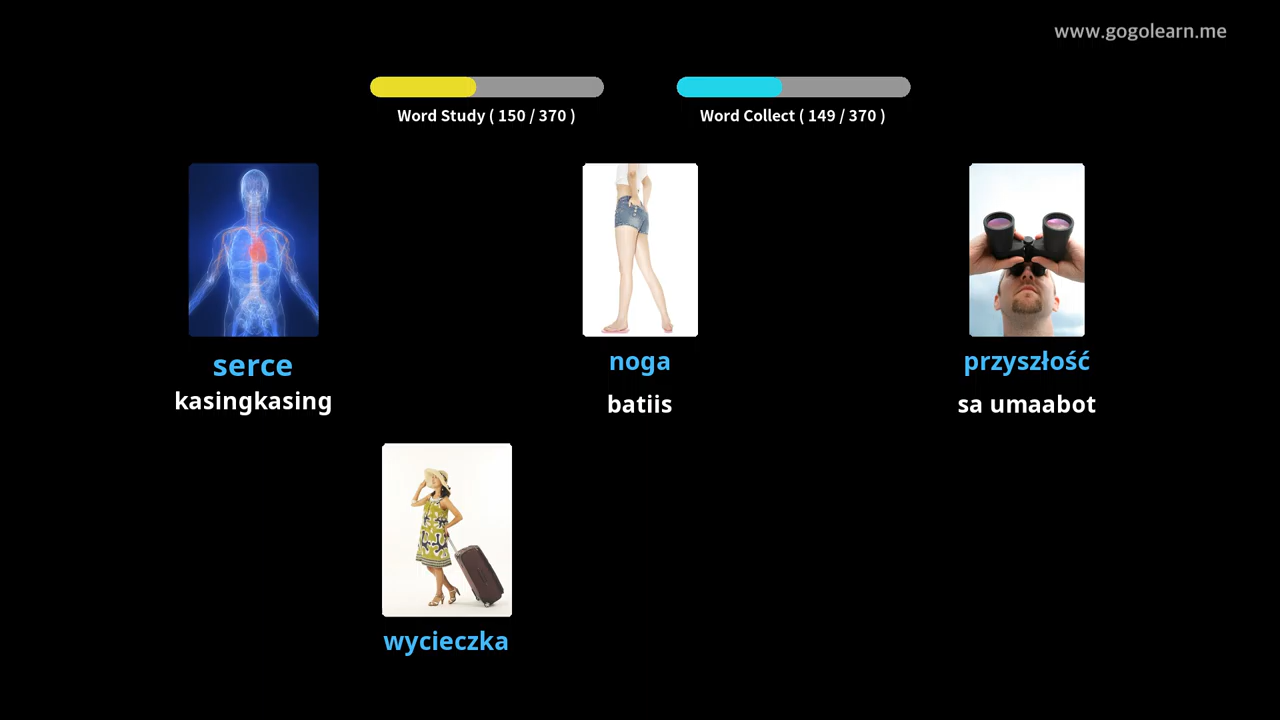 www.gogolearn.me
Word Study ( 150 / 370 )
Word Collect ( 149 / 370 )
serce
kasingkasing
noga
batiis
przyszłość
sa umaabot
wycieczka